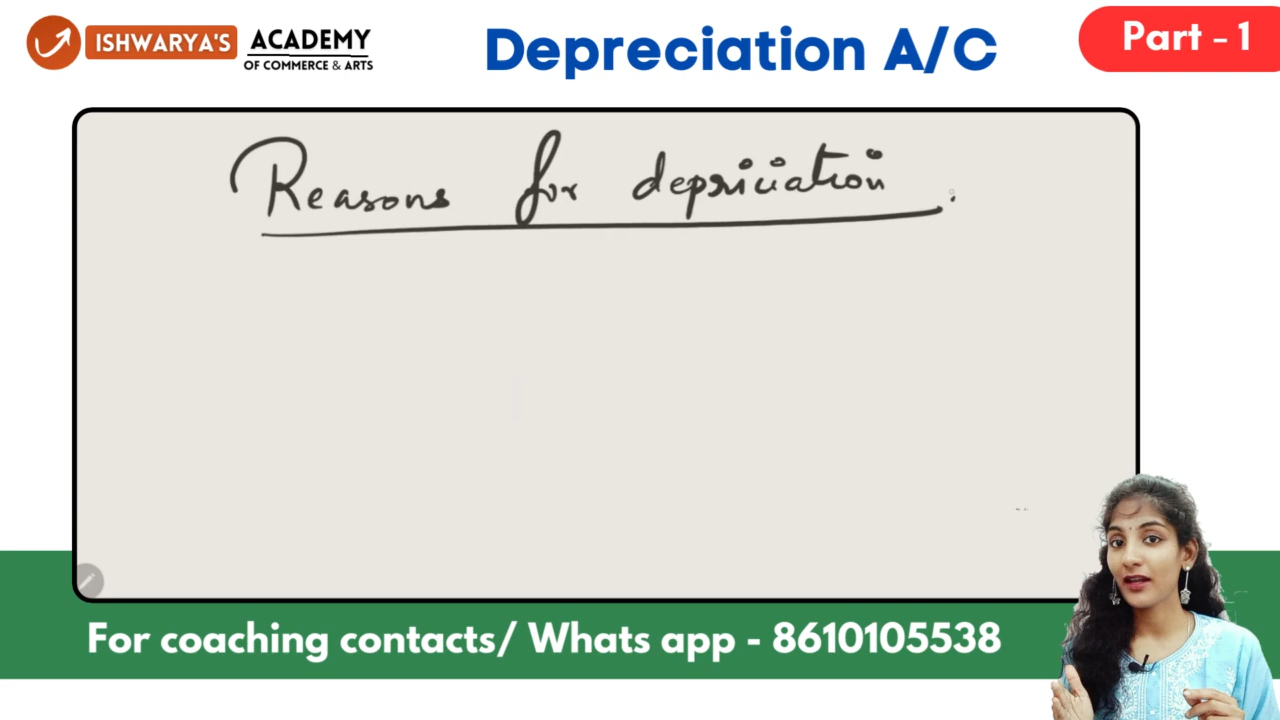 ISHWARYA'S ACADEMY
OF COMMERCE & ARTS
Depreciation A/C
Part - 1
Reasons for depriciation :
For coaching contacts/ Whats app - 8610105538